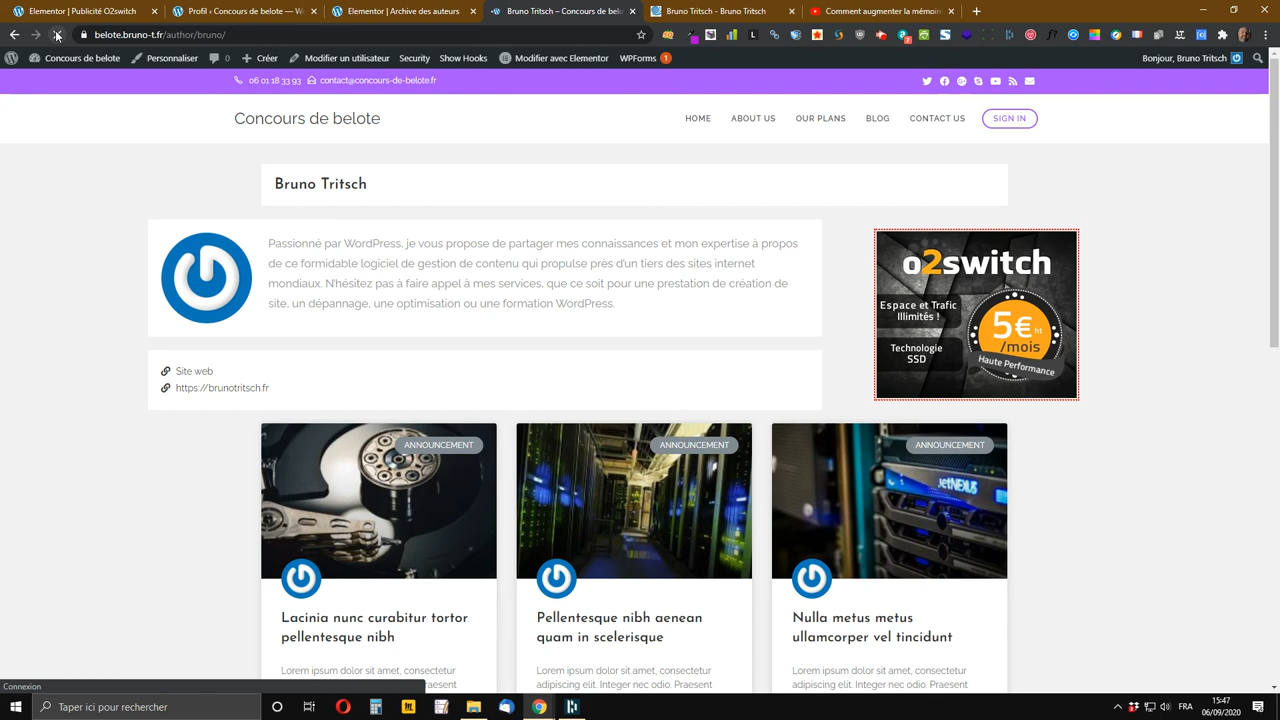 Elementor | Publicité O2switch
Profil ‹ Concours de belote — W
Elementor | Archive des auteurs
Bruno Tritsch – Concours de belo
Bruno Tritsch - Bruno Tritsch
Comment augmenter la mémoir
belote.bruno-t.fr/author/bruno/
Concours de belote
Personnaliser
0
Créer
Modifier un utilisateur
Security
Show Hooks
Modifier avec Elementor
WPForms 1
Bonjour, Bruno Tritsch
06 01 18 33 93
contact@concours-de-belote.fr
Concours de belote
HOME
ABOUT US
OUR PLANS
BLOG
CONTACT US
SIGN IN
Bruno Tritsch
Passionné par WordPress, je vous propose de partager mes connaissances et mon expertise à propos
de ce formidable logiciel de gestion de contenu qui propulse près d'un tiers des sites internet
mondiaux. N'hésitez pas à faire appel à mes services, que ce soit pour une prestation de création de
site, un dépannage, une optimisation ou une formation WordPress.
o2switch
Espace et Trafic
Illimités !
5€ ht
/mois
Technologie
SSD
Haute Performance
Site web
https://brunotritsch.fr
ANNOUNCEMENT
ANNOUNCEMENT
ANNOUNCEMENT
JetNEXUS
Lacinia nunc curabitur tortor
pellentesque nibh
Pellentesque nibh aenean
quam in scelerisque
Nulla metus metus
ullamcorper vel tincidunt
Lorem ipsum dolor sit amet, consectetur
Lorem ipsum dolor sit amet, consectetur
adipiscing elit. Integer nec odio. Praesent
Lorem ipsum dolor sit amet, consectetur
adipiscing elit. Integer nec odio. Praesent
Connexion
Taper ici pour rechercher
FRA
15:47
06/09/2020